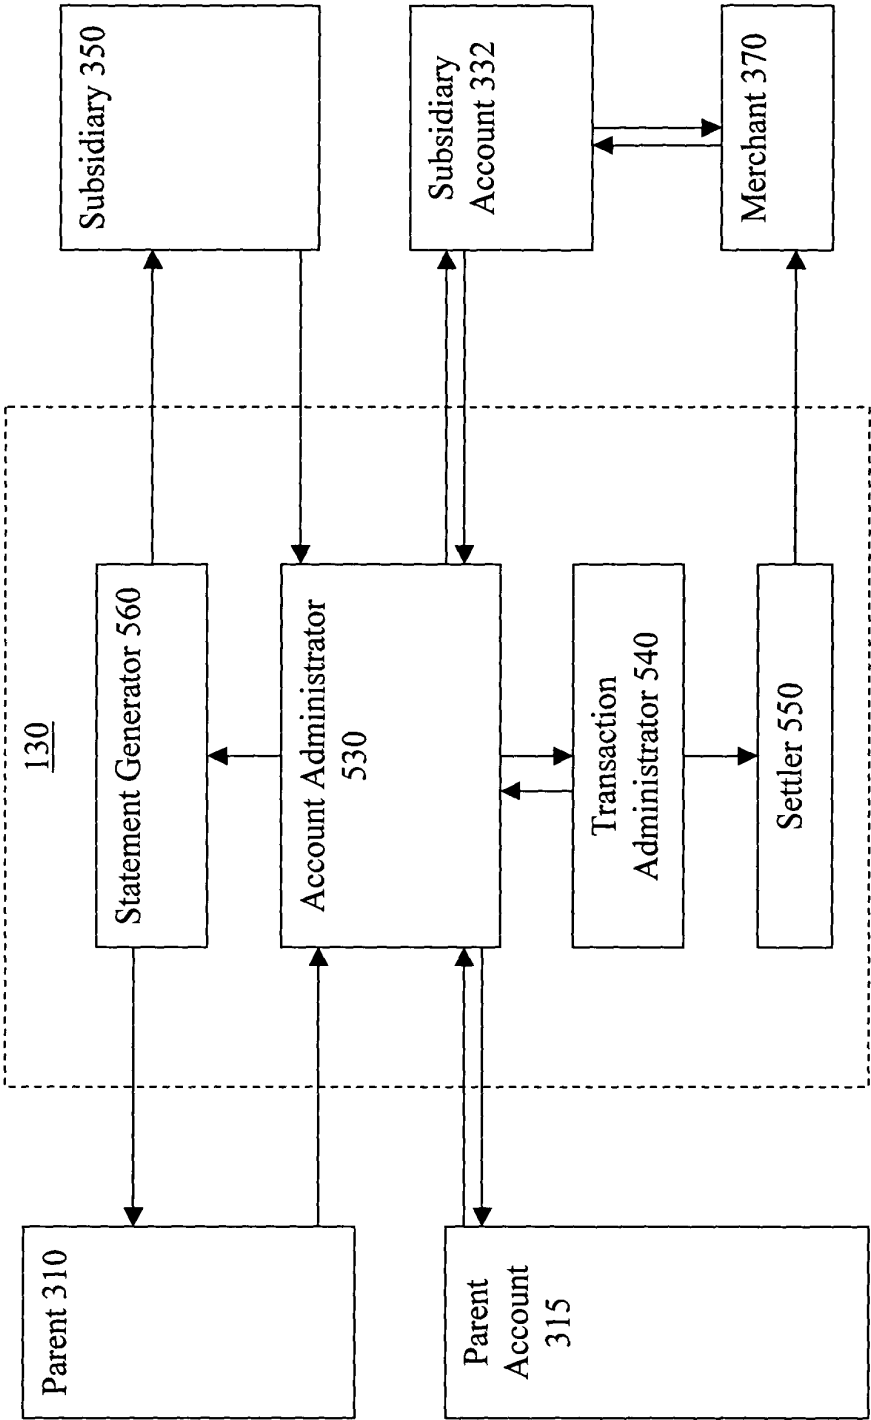 130
Parent 310
Statement Generator 560
Subsidiary 350
Account Administrator
530
Parent
Account
315
Subsidiary
Account 332
Transaction
Administrator 540
Settler 550
Merchant 370